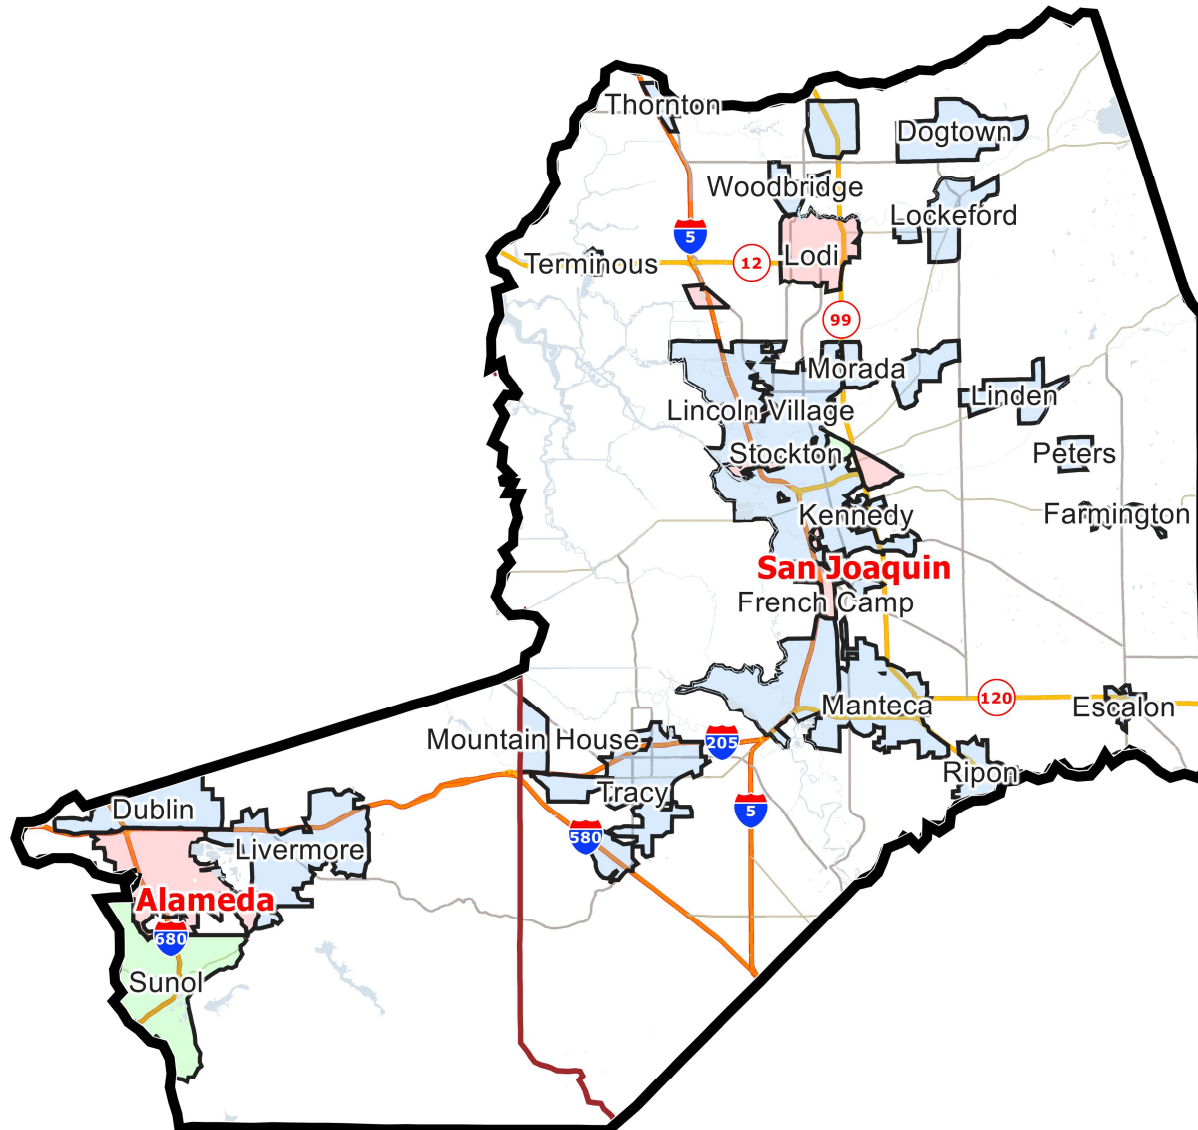 Thornton
Dogtown
Woodbridge
Lockeford
5
Terminous
12
Lodi
99
Morada
Linden
Lincoln Village
Stockton
Peters
Kennedy
Farmington
San Joaquin
French Camp
120
Manteca
Escalon
Mountain House
205
Ripon
Tracy
Dublin
5
580
Livermore
Alameda
680
Sunol